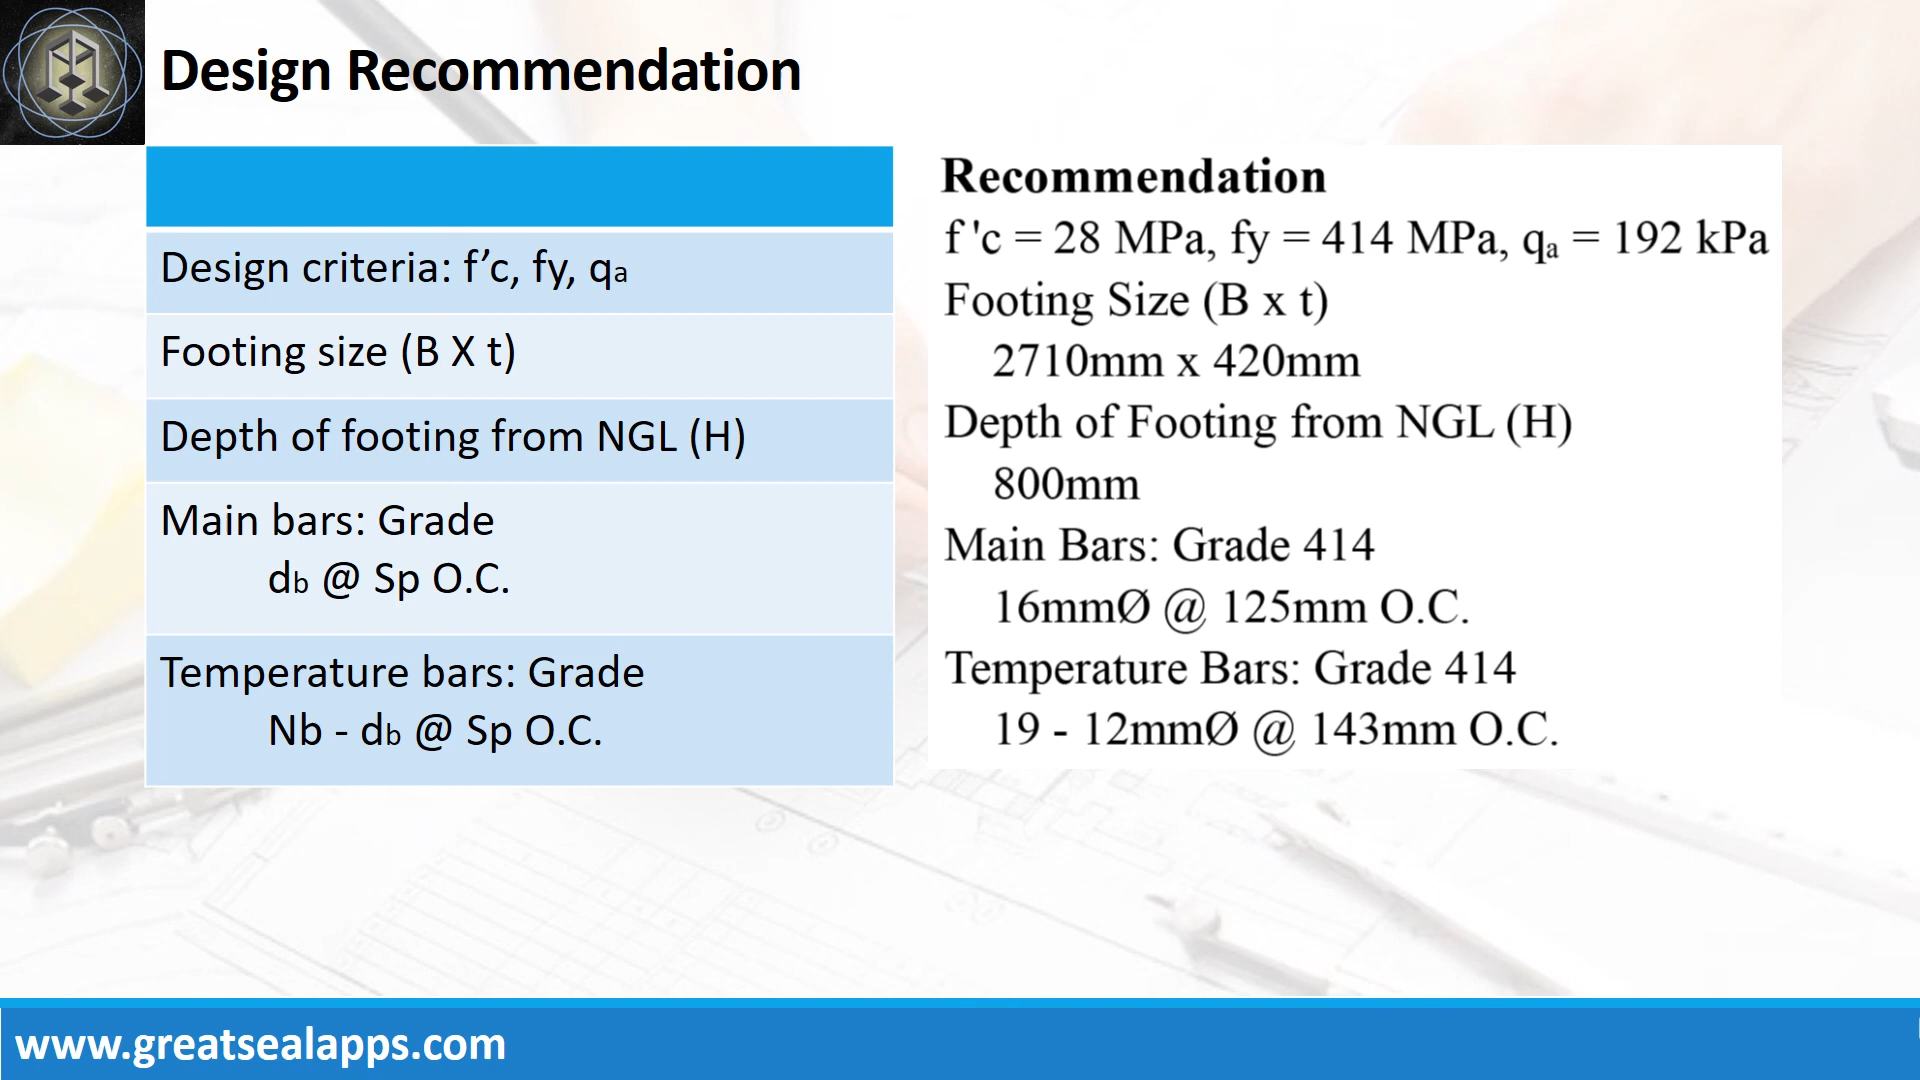 Design Recommendation
Design criteria: f’c, fy, qa
Footing size (B X t)
Depth of footing from NGL (H)
Main bars: Grade
db @ Sp O.C.
Temperature bars: Grade
Nb - db @ Sp O.C.
Recommendation
f 'c = 28 MPa, fy = 414 MPa, qa = 192 kPa
Footing Size (B x t)
2710mm x 420mm
Depth of Footing from NGL (H)
800mm
Main Bars: Grade 414
16mmØ @ 125mm O.C.
Temperature Bars: Grade 414
19 - 12mmØ @ 143mm O.C.
www.greatsealapps.com